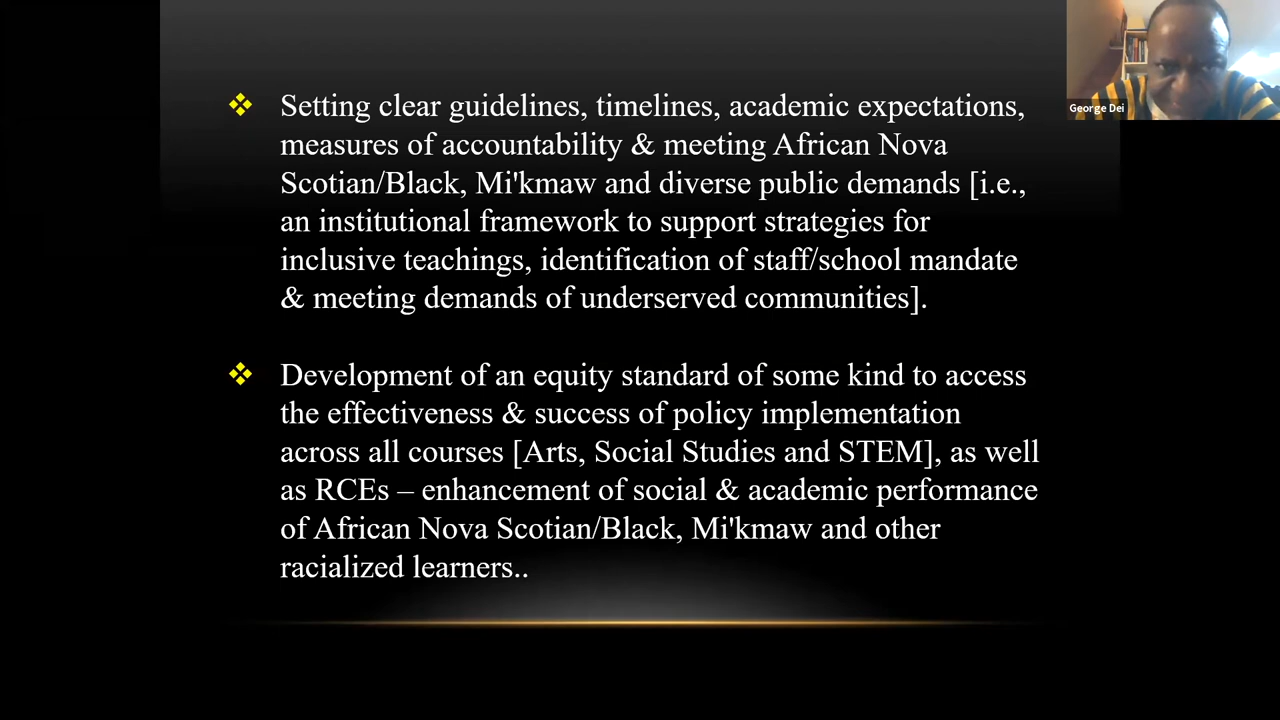 Setting clear guidelines, timelines, academic expectations,
measures of accountability & meeting African Nova
Scotian/Black, Mi'kmaw and diverse public demands [i.e.,
an institutional framework to support strategies for
inclusive teachings, identification of staff/school mandate
& meeting demands of underserved communities].
Development of an equity standard of some kind to access
the effectiveness & success of policy implementation
across all courses [Arts, Social Studies and STEM], as well
as RCEs – enhancement of social & academic performance
of African Nova Scotian/Black, Mi'kmaw and other
racialized learners..
George Dei